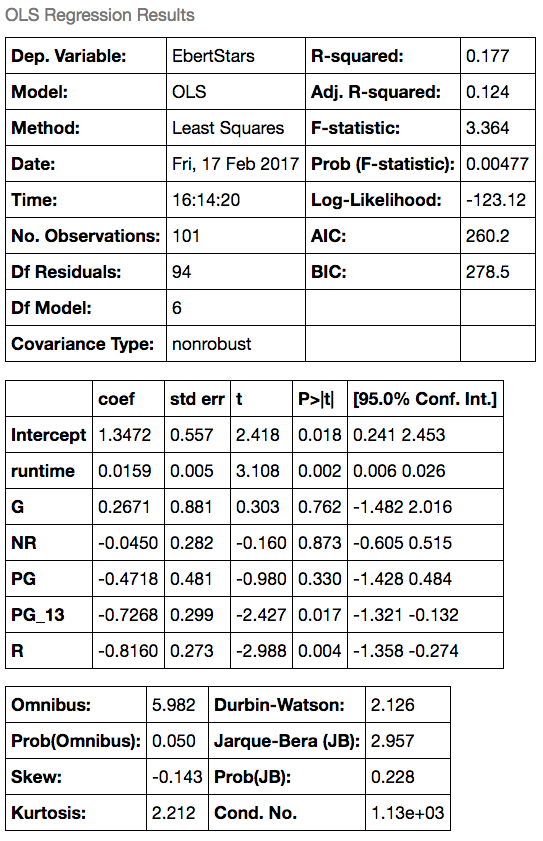 OLS Regression Results
Dep. Variable: EbertStars R-squared: 0.177
Model: OLS Adj. R-squared: 0.124
Method: Least Squares F-statistic: 3.364
Date: Fri, 17 Feb 2017 Prob (F-statistic): 0.00477
Time: 16:14:20 Log-Likelihood: -123.12
No. Observations: 101 AIC: 260.2
Df Residuals: 94 BIC: 278.5
Df Model: 6
Covariance Type: nonrobust
coef std err t P>|t| [95.0% Conf. Int.]
Intercept 1.3472 0.557 2.418 0.018 0.241 2.453
runtime 0.0159 0.005 3.108 0.002 0.006 0.026
G 0.2671 0.881 0.303 0.762 -1.482 2.016
NR -0.0450 0.282 -0.160 0.873 -0.605 0.515
PG -0.4718 0.481 -0.980 0.330 -1.428 0.484
PG_13 -0.7268 0.299 -2.427 0.017 -1.321 -0.132
R -0.8160 0.273 -2.988 0.004 -1.358 -0.274
Omnibus: 5.982 Durbin-Watson: 2.126
Prob(Omnibus): 0.050 Jarque-Bera (JB): 2.957
Skew: -0.143 Prob(JB): 0.228
Kurtosis: 2.212 Cond. No. 1.13e+03